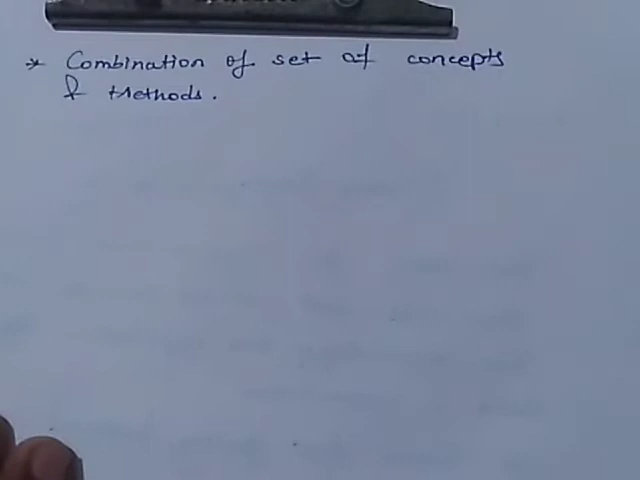 * Combination of set of concepts
& Methods.